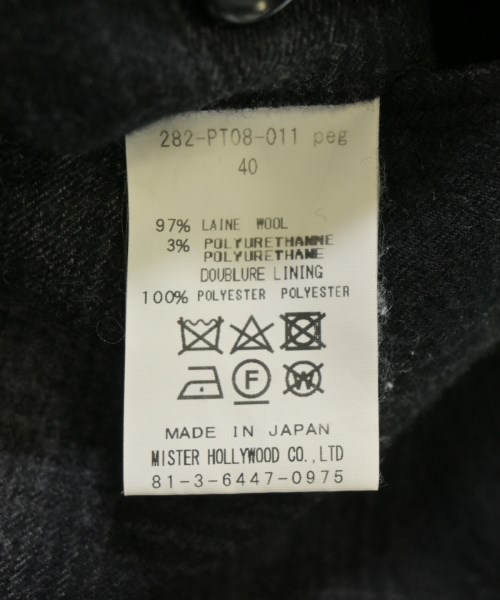 282-PT08-011 peg
40
97% LAINE WOOL
3% POLYURETHANNE
POLYURETHANE
DOUBLURE LINING
100% POLYESTER POLYESTER
F W
MADE IN JAPAN
MISTER HOLLYWOOD CO.,LTD
81-3-6447-0975